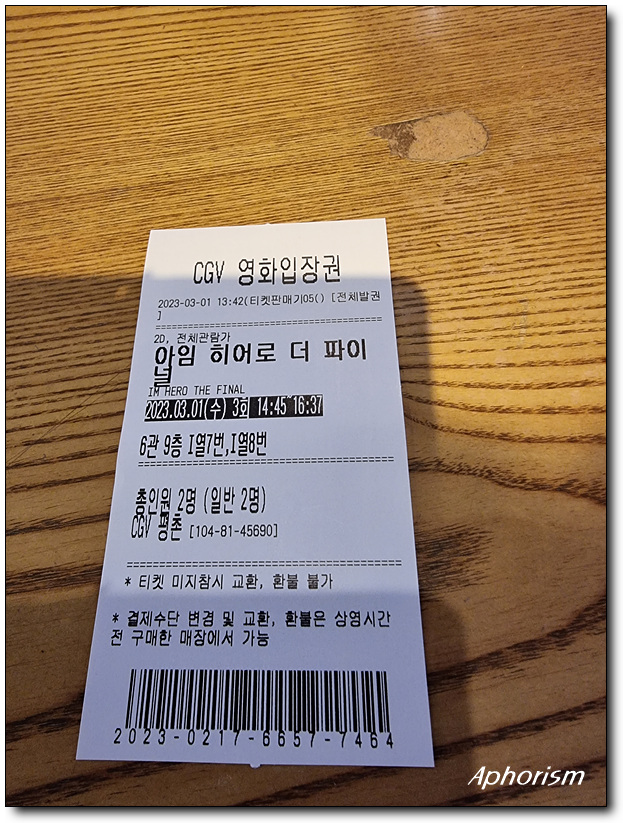 CGV 영화입장권
2023-03-01 13:42(티켓판매기05() [전체발권
]
2D, 전체관람가
아임 히어로 더 파이
널
IM HERO THE FINAL
2023.03.01(수) 3회 14:45~16:37
6관 9층 I열7번,I열8번
총인원 2명 (일반 2명)
CGV 평촌 [104-81-45690]
* 티켓 미지참시 교환, 환불 불가
* 결제수단 변경 및 교환, 환불은 상영시간
전 구매한 매장에서 가능
2023-0217-6657-7464
Aphorism